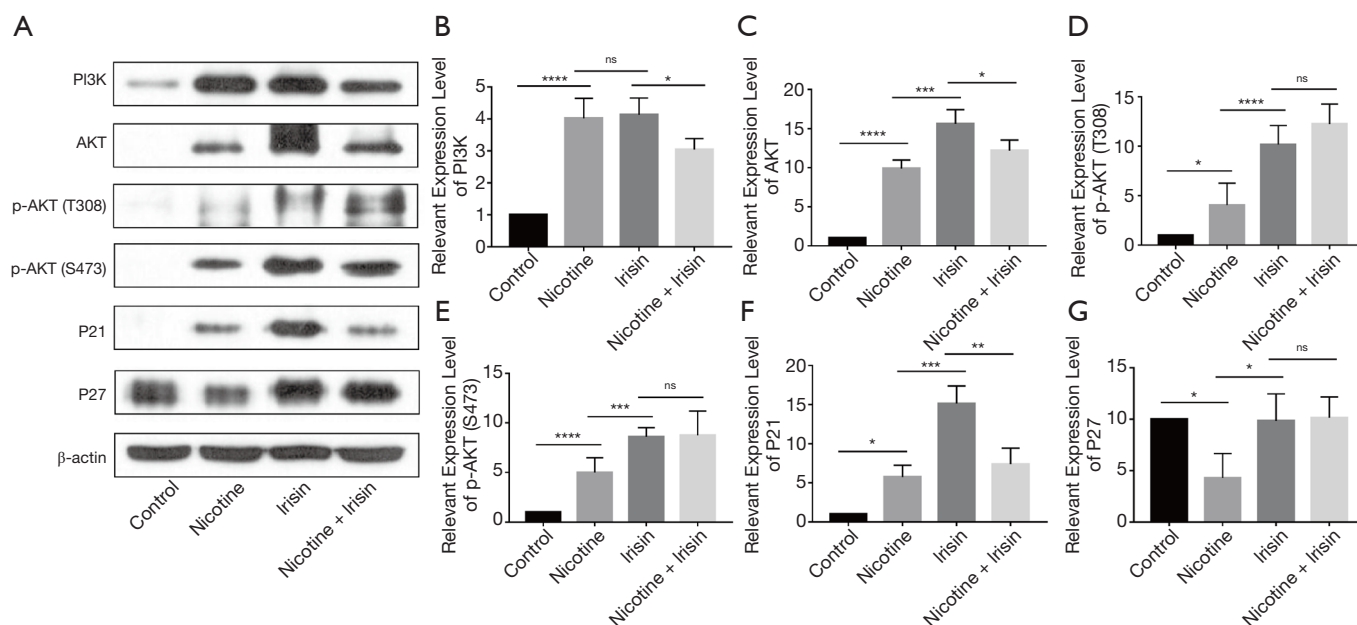 A
PI3K
AKT
p-AKT (T308)
p-AKT (S473)
P21
P27
β-actin
Control
Nicotine
Irisin
Nicotine + Irisin
B
Relevant Expression Level
of PI3K
5
4
3
2
1
0
****
ns
*
Control
Nicotine
Irisin
Nicotine + Irisin
C
Relevant Expression Level
of AKT
20
15
10
5
0
****
***
*
Control
Nicotine
Irisin
Nicotine + Irisin
D
Relevant Expression Level
of p-AKT (T308)
15
10
5
0
*
****
ns
Control
Nicotine
Irisin
Nicotine + Irisin
E
Relevant Expression Level
of p-AKT (S473)
15
10
5
0
****
***
ns
Control
Nicotine
Irisin
Nicotine + Irisin
F
Relevant Expression Level
of P21
20
15
10
5
0
*
***
**
Control
Nicotine
Irisin
Nicotine + Irisin
G
Relevant Expression Level
of P27
15
10
5
0
*
*
ns
Control
Nicotine
Irisin
Nicotine + Irisin